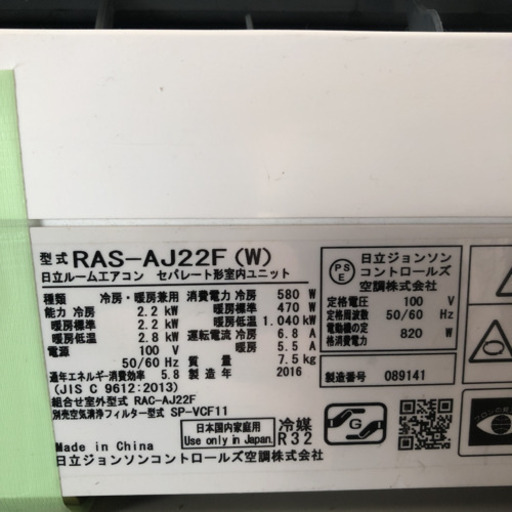 型式 RAS-AJ22F (W)
日立ルームエアコン セパレート形室内ユニット
種類 冷房・暖房兼用
能力 冷房 2.2 kW
暖房標準 2.2 kW
暖房低温 2.8 kW
電源 100 V
50/60 Hz
通年エネルギー消費効率 5.8
(JIS C 9612:2013)
消費電力 冷房 580 W
暖房標準 470 W
暖房低温 1.040 kW
運転電流 冷房 6.8 A
暖房 5.5 A
質量 7.5 kg
製造年 2016
組合せ室外型式 RAC-AJ22F
別売空気清浄フィルター型式 SP-VCF11
日本国内家庭用
Use only in Japan.
冷媒
R32
Made in China
日立ジョンソンコントロールズ空調株式会社
PS
E
日立ジョンソン
コントロールズ
空調株式会社
定格電圧 100 V
定格周波数 50/60 Hz
電動機の定格消費電力 820 W
製造番号 089141
G